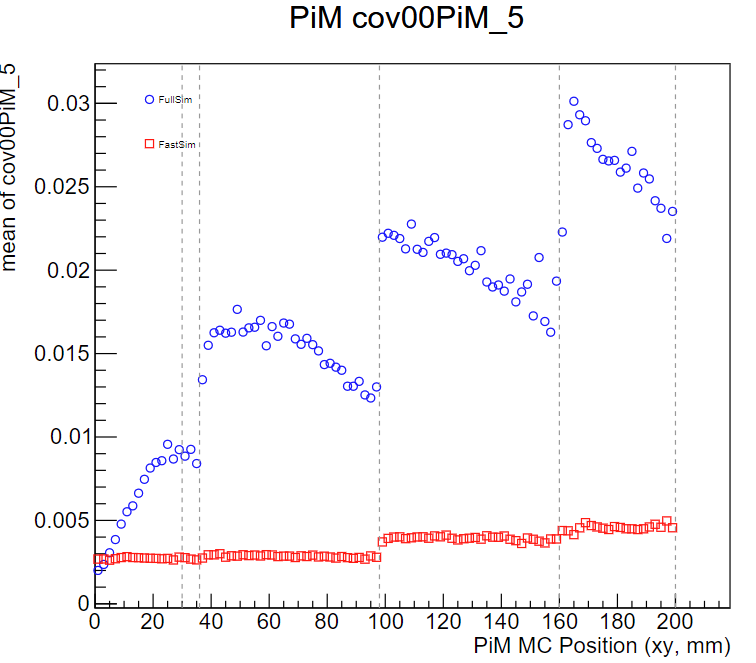 PiM cov00PiM_5
mean of cov00PiM_5
0.03
0.025
0.02
0.015
0.01
0.005
0
FullSim
FastSim
0 20 40 60 80 100 120 140 160 180 200
PiM MC Position (xy, mm)